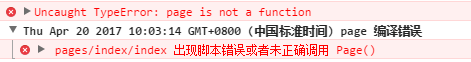 Uncaught TypeError: page is not a function
Thu Apr 20 2017 10:03:14 GMT+0800 (中国标准时间) page 编译错误
pages/index/index 出现脚本错误或者未正确调用 Page()